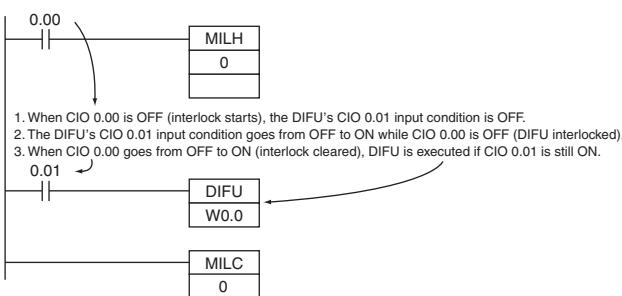 0.00
MILH
0
1. When CIO 0.00 is OFF (interlock starts), the DIFU's CIO 0.01 input condition is OFF.
2. The DIFU's CIO 0.01 input condition goes from OFF to ON while CIO 0.00 is OFF (DIFU interlocked)
3. When CIO 0.00 goes from OFF to ON (interlock cleared), DIFU is executed if CIO 0.01 is still ON.
0.01
DIFU
W0.0
MILC
0